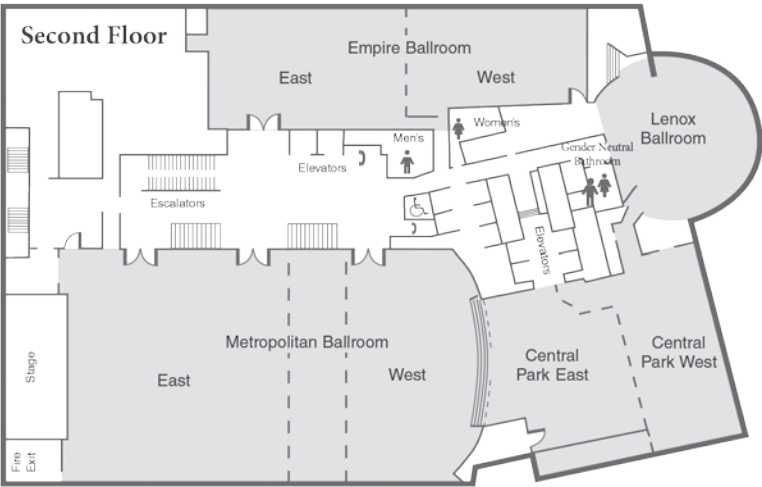 Second Floor
Empire Ballroom
East
West
Lenox
Ballroom
Women's
Men's
Gender Neutral
Bathroom
Elevators
Escalators
Elevators
Metropolitan Ballroom
East
West
Central
Park East
Central
Park West
Stage
Fire
Exit